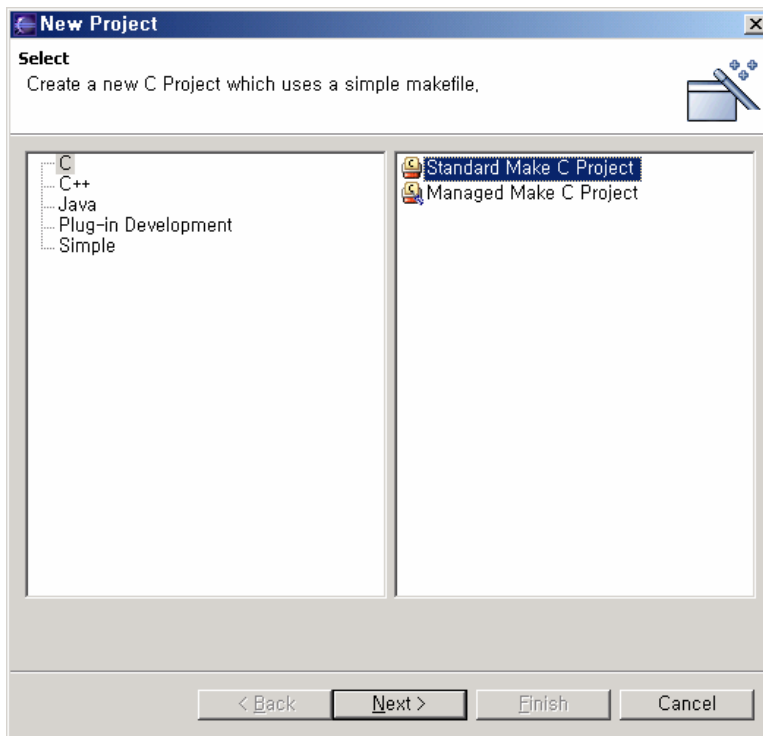 New Project
Select
Create a new C Project which uses a simple makefile.
C
C++
Java
Plug-in Development
Simple
Standard Make C Project
Managed Make C Project
< Back
Next >
Finish
Cancel